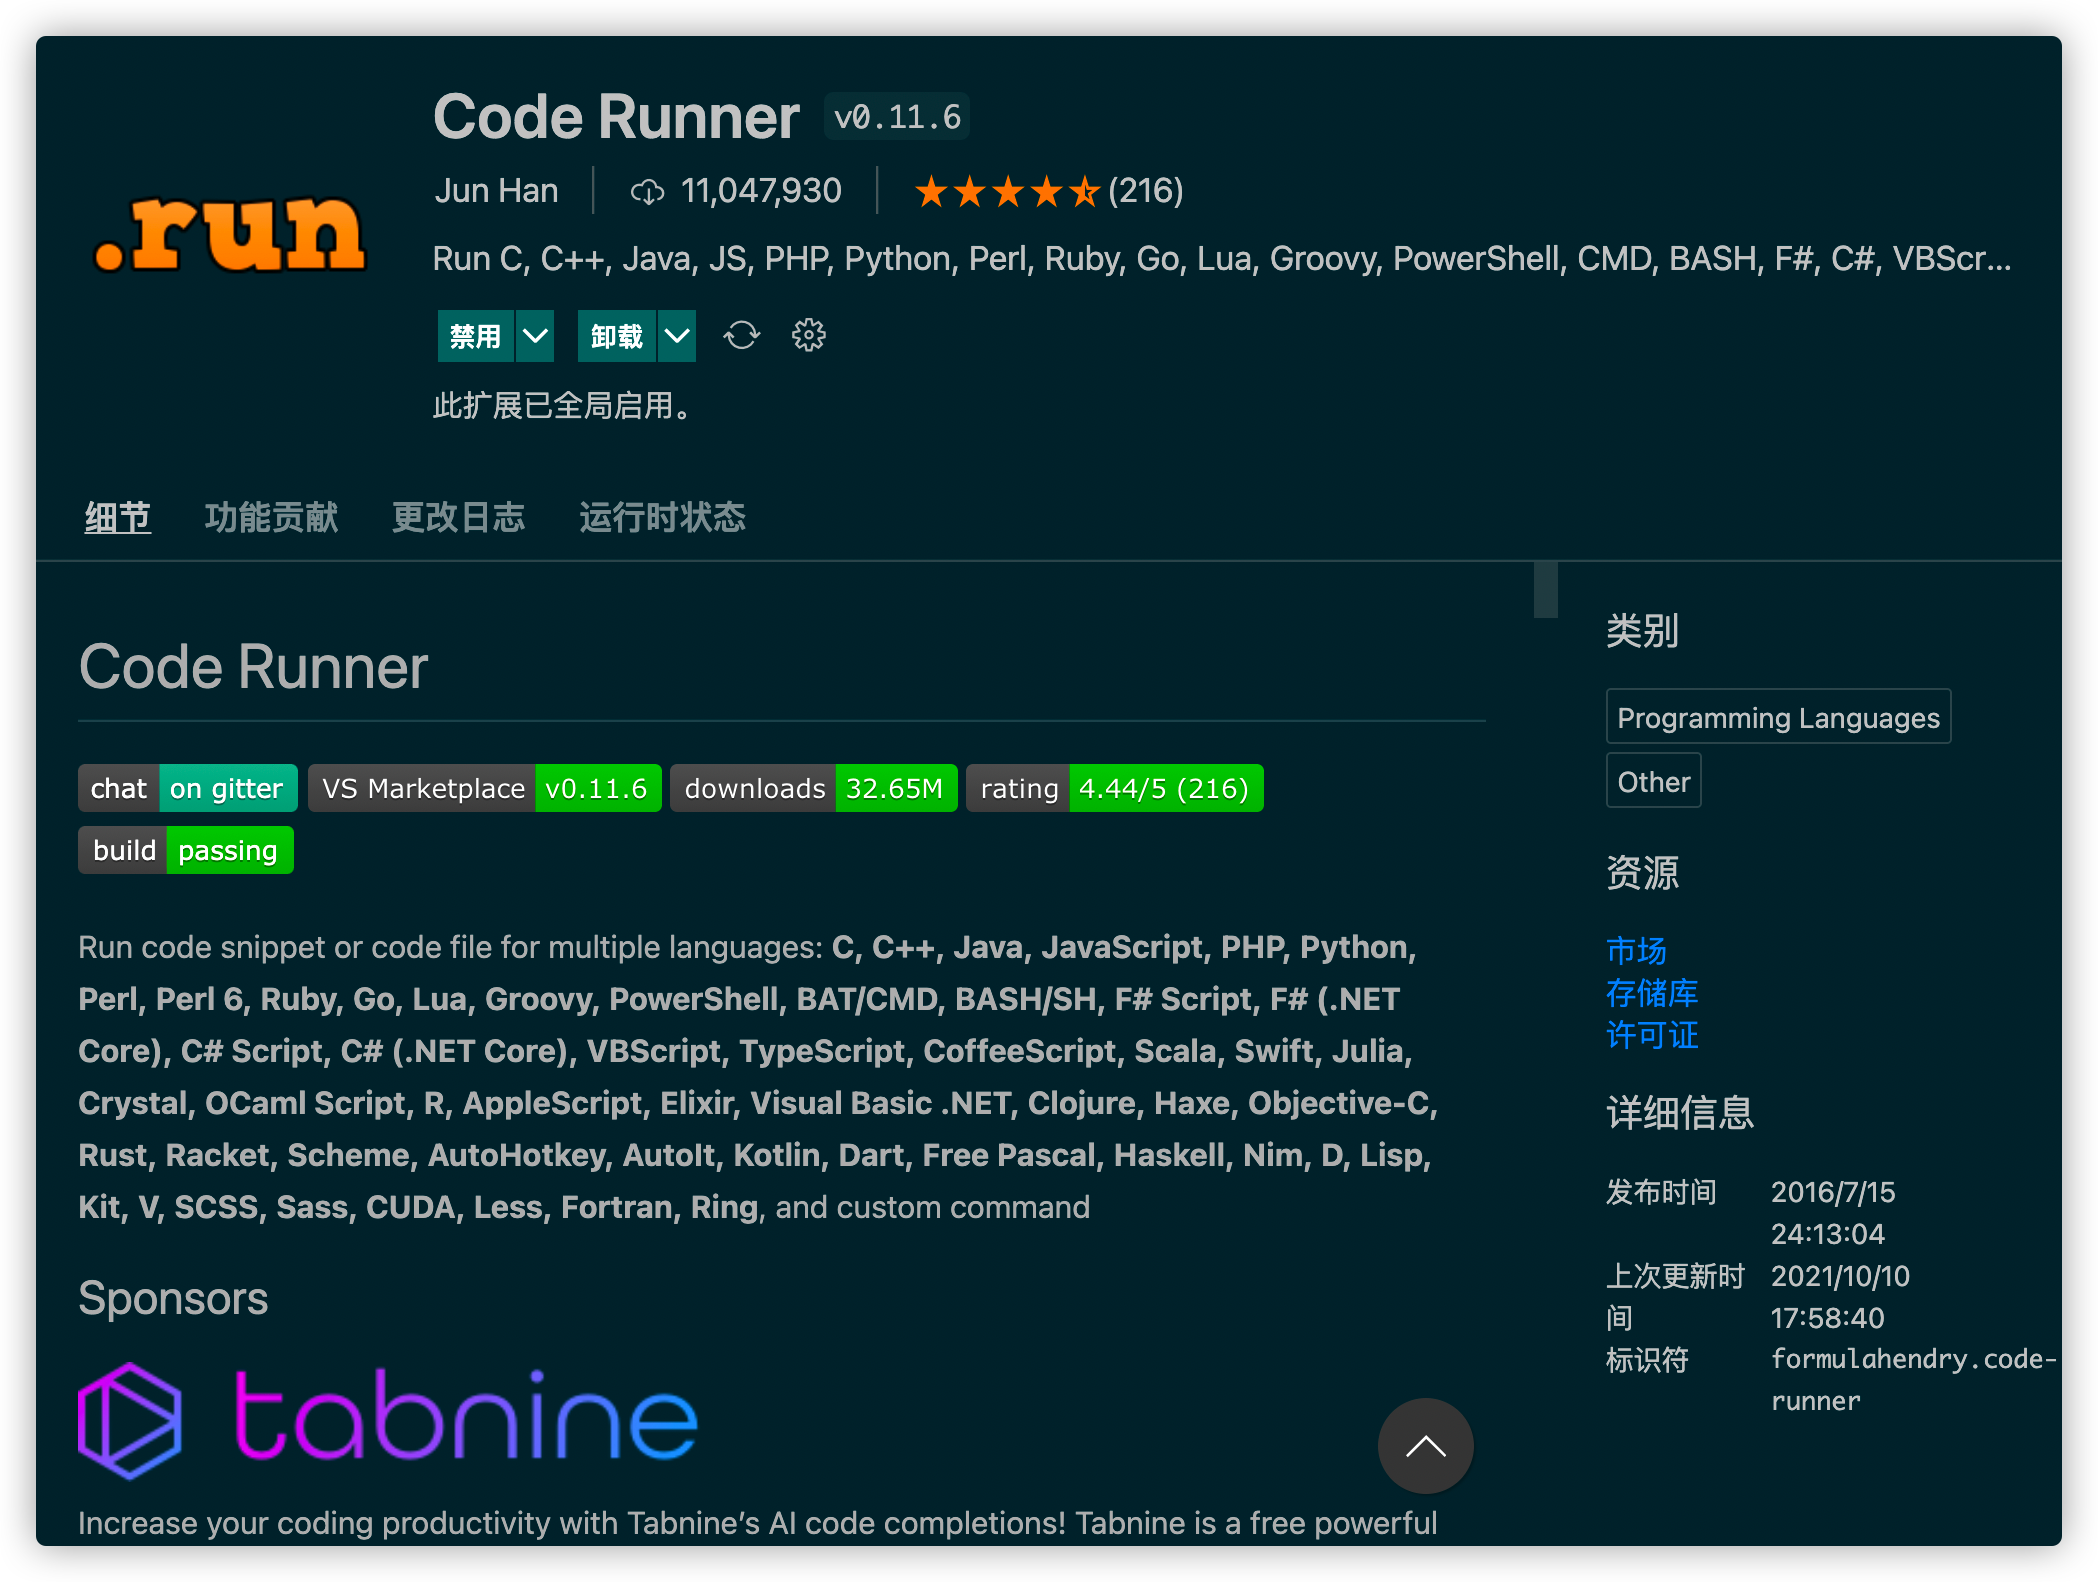 .run
Code Runner v0.11.6
Jun Han 11,047,930 (216)
Run C, C++, Java, JS, PHP, Python, Perl, Ruby, Go, Lua, Groovy, PowerShell, CMD, BASH, F#, C#, VBScr...
禁用 卸载
此扩展已全局启用。
细节 功能贡献 更改日志 运行时状态
Code Runner
chat on gitter VS Marketplace v0.11.6 downloads 32.65M rating 4.44/5 (216)
build passing
Run code snippet or code file for multiple languages: C, C++, Java, JavaScript, PHP, Python,
Perl, Perl 6, Ruby, Go, Lua, Groovy, PowerShell, BAT/CMD, BASH/SH, F# Script, F# (.NET
Core), C# Script, C# (.NET Core), VBScript, TypeScript, CoffeeScript, Scala, Swift, Julia,
Crystal, OCaml Script, R, AppleScript, Elixir, Visual Basic .NET, Clojure, Haxe, Objective-C,
Rust, Racket, Scheme, AutoHotkey, AutoIt, Kotlin, Dart, Free Pascal, Haskell, Nim, D, Lisp,
Kit, V, SCSS, Sass, CUDA, Less, Fortran, Ring, and custom command
Sponsors
tabnine
Increase your coding productivity with Tabnine’s AI code completions! Tabnine is a free powerful
类别
Programming Languages
Other
资源
市场
存储库
许可证
详细信息
发布时间 2016/7/15
24:13:04
上次更新时 2021/10/10
间 17:58:40
标识符 formulahendry.code-
runner